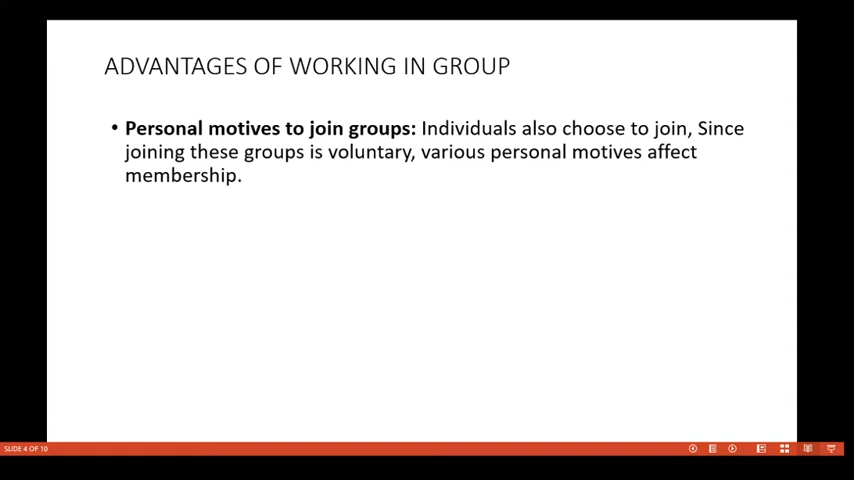 ADVANTAGES OF WORKING IN GROUP
• Personal motives to join groups: Individuals also choose to join, Since
joining these groups is voluntary, various personal motives affect
membership.
SLIDE 4 OF 10